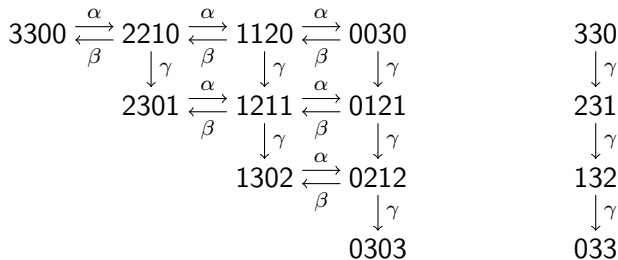 α α α
3300 2210 1120 0030 330
β β β
γ γ γ γ
α α
2301 1211 0121 231
β β
γ γ γ
α
1302 0212 132
β
γ γ
0303 033